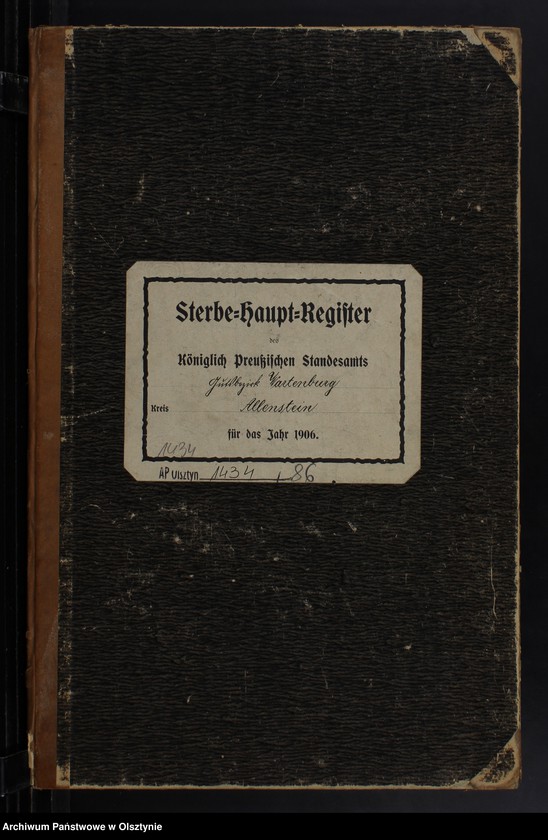 Sterbe=Haupt=Register
des
Königlich Preußischen Standesamts
Gutsbezirk Wartenburg
Kreis Allenstein
für das Jahr 1906.
1434
AP Olsztyn 1434 / 86
Archiwum Państwowe w Olsztynie